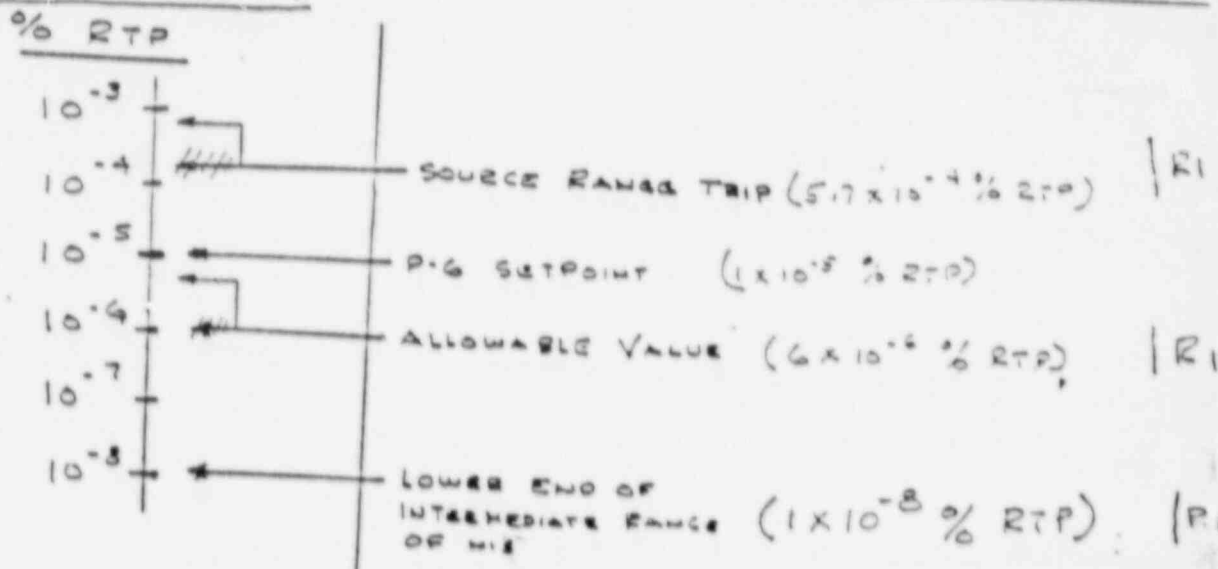 % RTP
10⁻³
10⁻⁴
SOURCE RANGE TRIP (5.7 x 10⁻⁴ % RTP) | R1
10⁻⁵
P-6 SETPOINT (1 x 10⁻⁵ % RTP)
10⁻⁶
ALLOWABLE VALUE (6 x 10⁻⁶ % RTP) | R1
10⁻⁷
10⁻⁸
LOWER END OF
INTERMEDIATE RANGE (1 X 10⁻⁸ % RTP) |
OF NIS